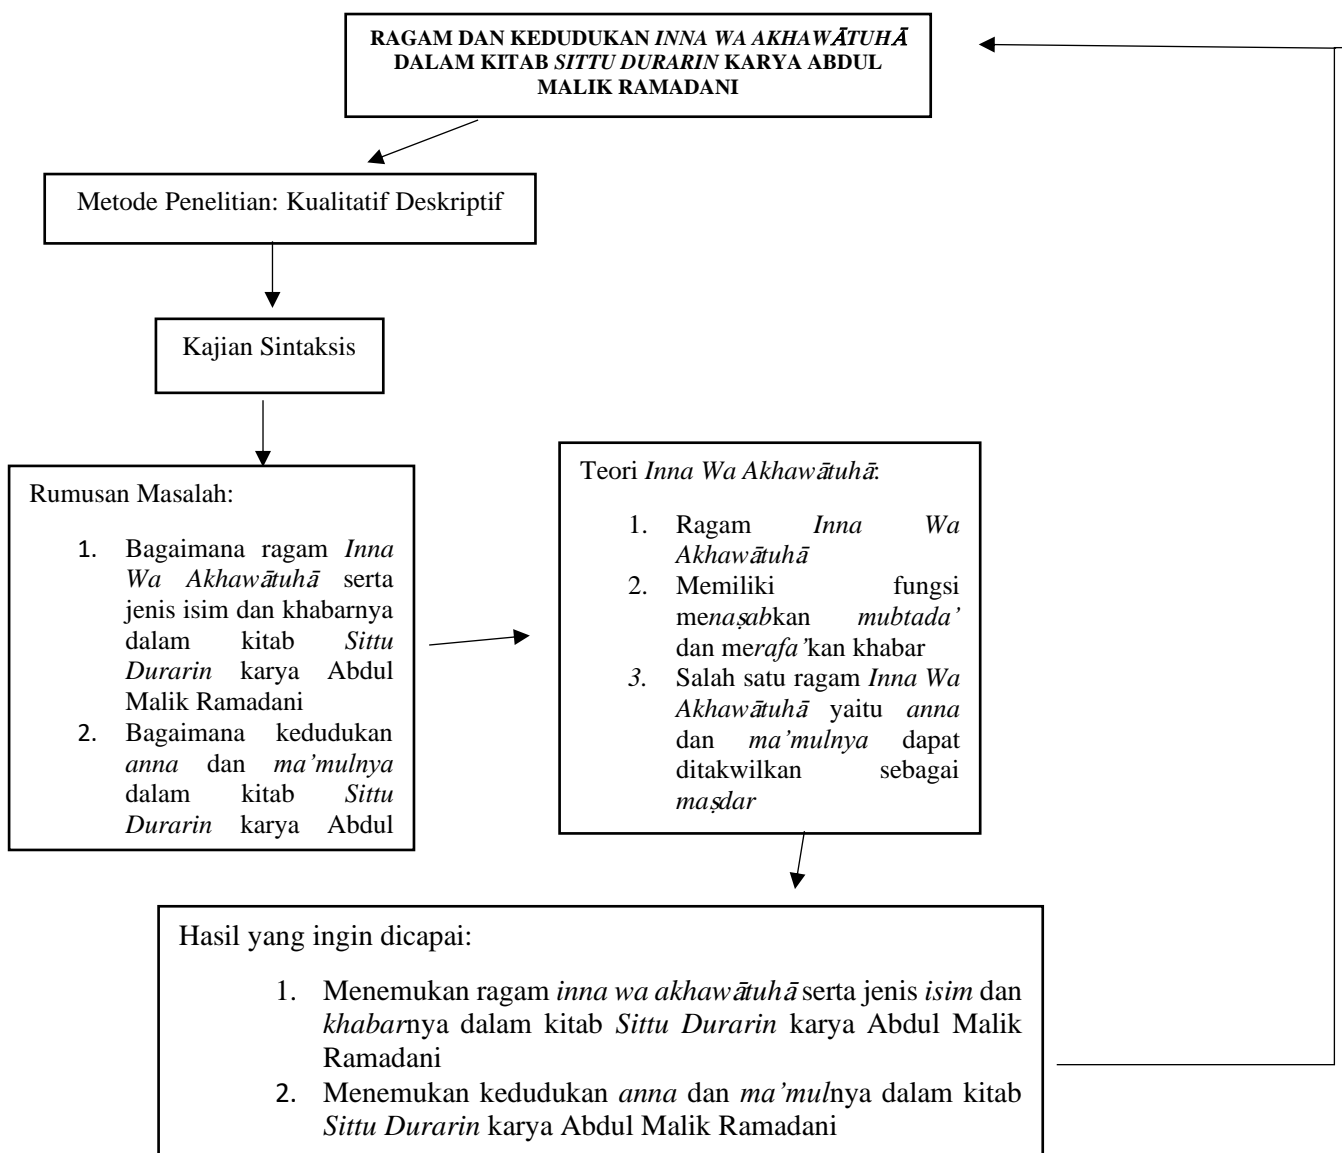 RAGAM DAN KEDUDUKAN INNA WA AKHAWĀTUHĀ
DALAM KITAB SITTU DURARIN KARYA ABDUL
MALIK RAMADANI
Metode Penelitian: Kualitatif Deskriptif
Kajian Sintaksis
Rumusan Masalah:
1. Bagaimana ragam Inna
Wa Akhawātuhā serta
jenis isim dan khabarnya
dalam kitab Sittu
Durarin karya Abdul
Malik Ramadani
2. Bagaimana kedudukan
anna dan ma’mulnya
dalam kitab Sittu
Durarin karya Abdul
Teori Inna Wa Akhawātuhā:
1. Ragam Inna Wa
Akhawātuhā
2. Memiliki fungsi
menaṣabkan mubtada’
dan merafa’kan khabar
3. Salah satu ragam Inna Wa
Akhawātuhā yaitu anna
dan ma’mulnya dapat
ditakwilkan sebagai
maṣdar
Hasil yang ingin dicapai:
1. Menemukan ragam inna wa akhawātuhā serta jenis isim dan
khabarnya dalam kitab Sittu Durarin karya Abdul Malik
Ramadani
2. Menemukan kedudukan anna dan ma’mulnya dalam kitab
Sittu Durarin karya Abdul Malik Ramadani